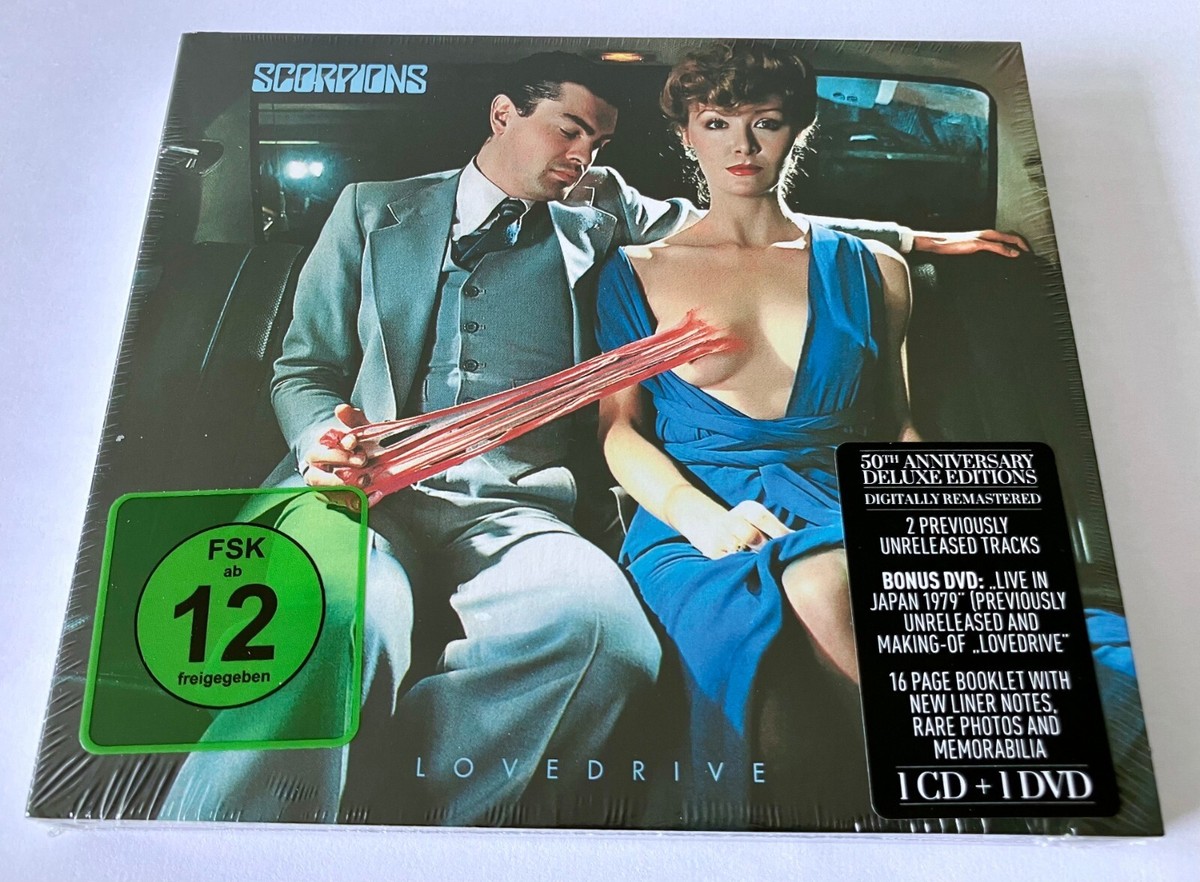 SCORPIONS
FSK
ab
12
freigegeben
LOVEDRIVE
50TH ANNIVERSARY
DELUXE EDITIONS
DIGITALLY REMASTERED
2 PREVIOUSLY
UNRELEASED TRACKS
BONUS DVD: „LIVE IN
JAPAN 1979" (PREVIOUSLY
UNRELEASED AND
MAKING-OF „LOVEDRIVE"
16 PAGE BOOKLET WITH
NEW LINER NOTES,
RARE PHOTOS AND
MEMORABILIA
1 CD + 1 DVD